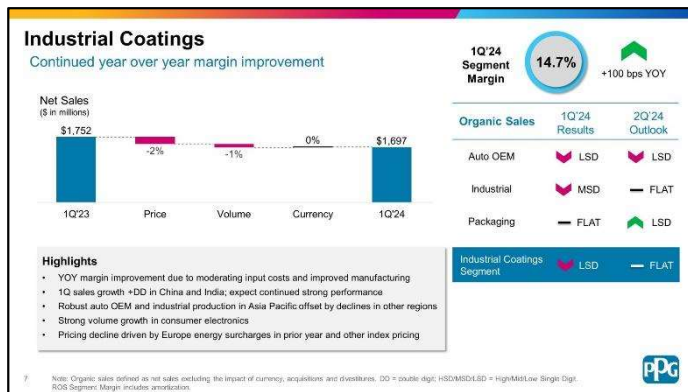 Industrial Coatings
Continued year over year margin improvement
1Q'24
Segment
Margin
14.7%
+100 bps YOY
Net Sales
($ in millions)
$1,752
-2%
-1%
0%
$1,697
1Q'23
Price
Volume
Currency
1Q'24
Organic Sales
1Q'24
Results
2Q'24
Outlook
Auto OEM
LSD
LSD
Industrial
MSD
FLAT
Packaging
FLAT
LSD
Industrial Coatings
Segment
LSD
FLAT
Highlights
• YOY margin improvement due to moderating input costs and improved manufacturing
• 1Q sales growth +DD in China and India; expect continued strong performance
• Robust auto OEM and industrial production in Asia Pacific offset by declines in other regions
• Strong volume growth in consumer electronics
• Pricing decline driven by Europe energy surcharges in prior year and other index pricing
7
Note: Organic sales defined as net sales excluding the impact of currency, acquisitions and divestitures. DD = double digit; HSD/MSD/LSD = High/Mid/Low Single Digit.
ROS Segment Margin includes amortization.
PPG